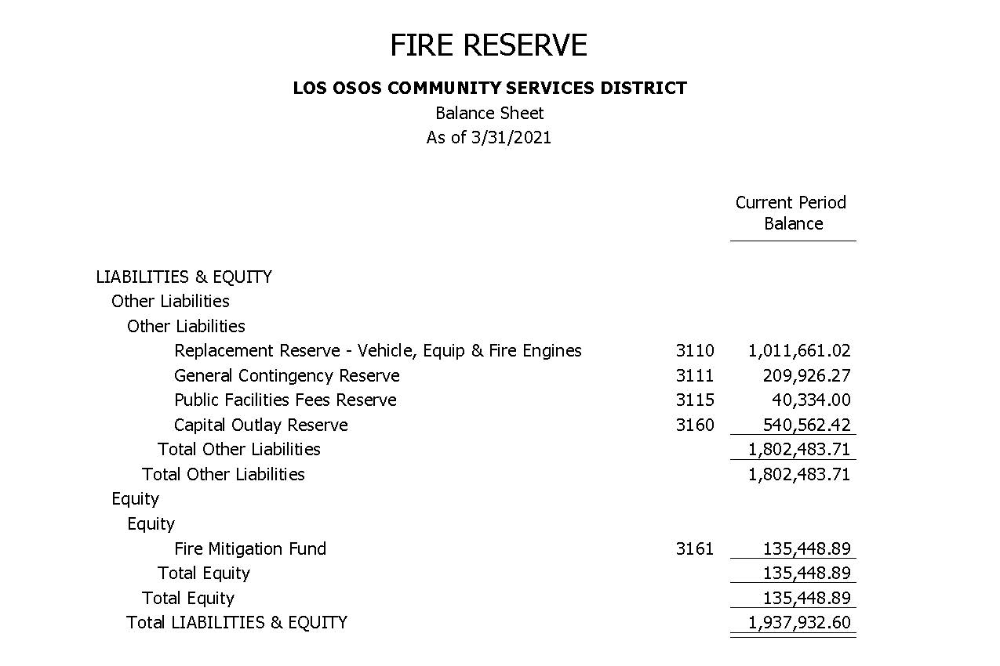 FIRE RESERVE
LOS OSOS COMMUNITY SERVICES DISTRICT
Balance Sheet
As of 3/31/2021
Current Period
Balance
LIABILITIES & EQUITY
Other Liabilities
Other Liabilities
Replacement Reserve - Vehicle, Equip & Fire Engines 3110 1,011,661.02
General Contingency Reserve 3111 209,926.27
Public Facilities Fees Reserve 3115 40,334.00
Capital Outlay Reserve 3160 540,562.42
Total Other Liabilities 1,802,483.71
Total Other Liabilities 1,802,483.71
Equity
Equity
Fire Mitigation Fund 3161 135,448.89
Total Equity 135,448.89
Total Equity 135,448.89
Total LIABILITIES & EQUITY 1,937,932.60